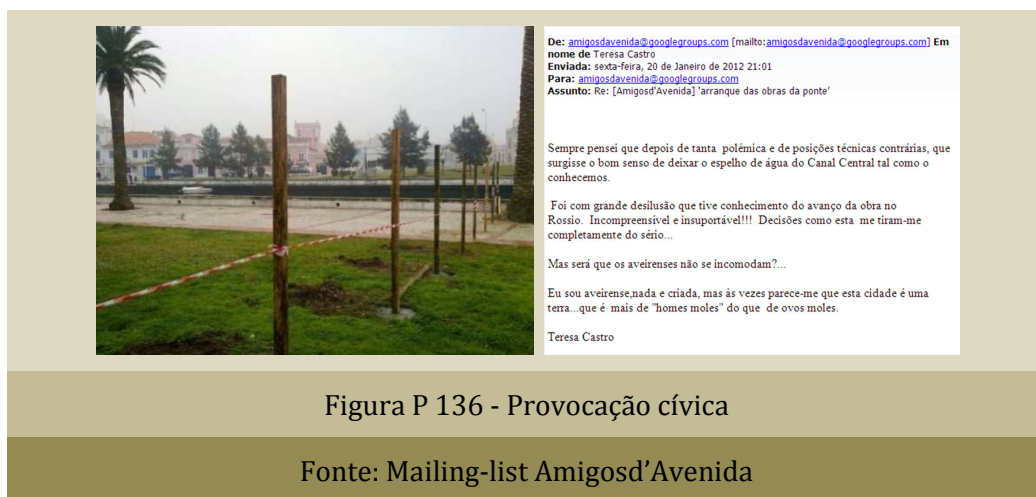 De: amigosdavenida@googlegroups.com [mailto:amigosdavenida@googlegroups.com] Em
nome de Teresa Castro
Enviada: sexta-feira, 20 de Janeiro de 2012 21:01
Para: amigosdavenida@googlegroups.com
Assunto: Re: [Amigosd'Avenida] 'arranque das obras da ponte'
Sempre pensei que depois de tanta polémica e de posições técnicas contrárias, que
surgisse o bom senso de deixar o espelho de água do Canal Central tal como o
conhecemos.
Foi com grande desilusão que tive conhecimento do avanço da obra no
Rossio. Incompreensível e insuportável!!! Decisões como esta me tiram-me
completamente do sério...
Mas será que os aveirenses não se incomodam?...
Eu sou aveirense,nada e criada, mas às vezes parece-me que esta cidade é uma
terra...que é mais de "homes moles" do que de ovos moles.
Teresa Castro
Figura P 136 - Provocação cívica
Fonte: Mailing-list Amigosd’Avenida